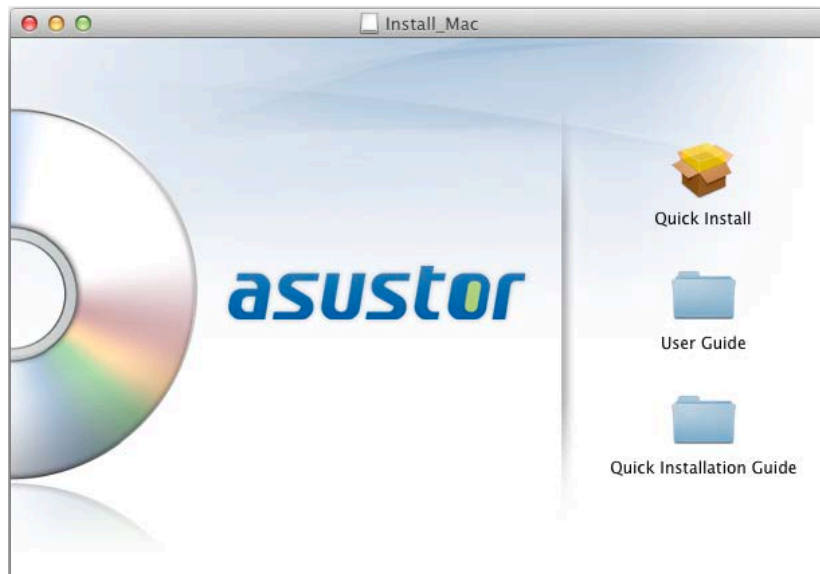 Install_Mac
asustor
Quick Install
User Guide
Quick Installation Guide